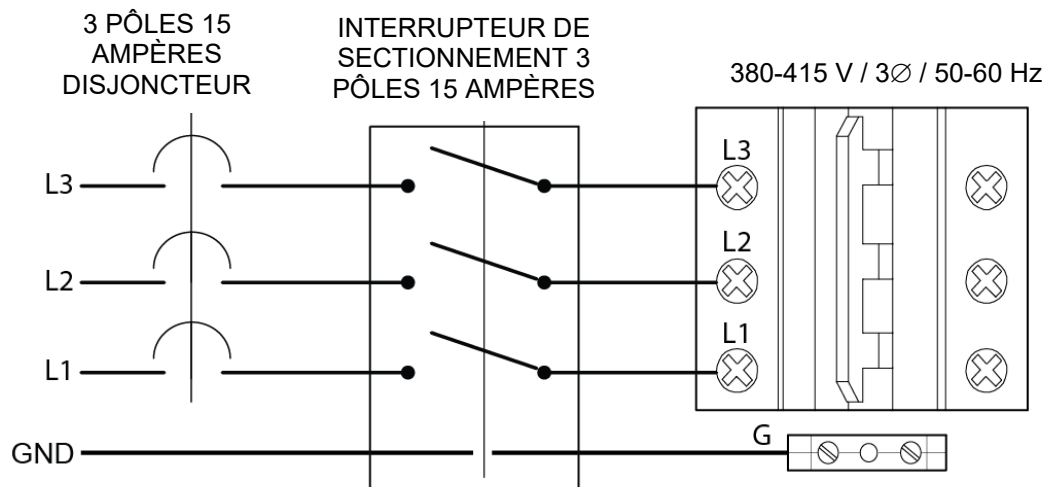 3 PÔLES 15
AMPÈRES
DISJONCTEUR
INTERRUPTEUR DE
SECTIONNEMENT 3
PÔLES 15 AMPÈRES
380-415 V / 3∅ / 50-60 Hz
L3
L3
L2
L2
L1
L1
GND
G